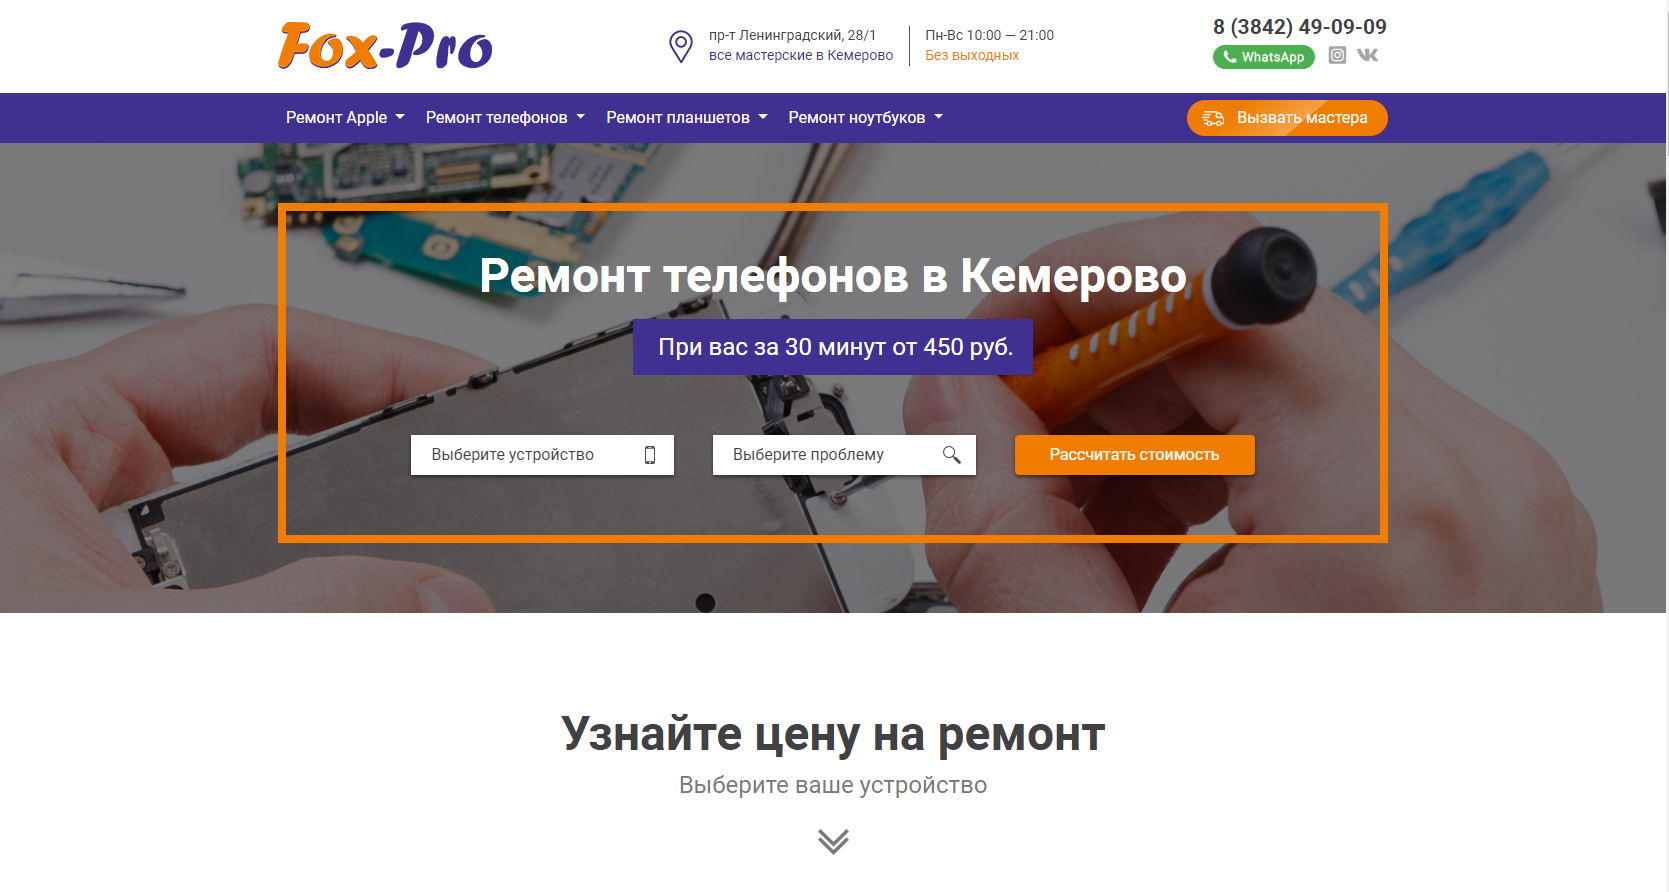 Fox-Pro
пр-т Ленинградский, 28/1
все мастерские в Кемерово
Пн-Вс 10:00 — 21:00
Без выходных
8 (3842) 49-09-09
WhatsApp
Ремонт Apple
Ремонт телефонов
Ремонт планшетов
Ремонт ноутбуков
Вызвать мастера
Ремонт телефонов в Кемерово
При вас за 30 минут от 450 руб.
Выберите устройство
Выберите проблему
Рассчитать стоимость
Узнайте цену на ремонт
Выберите ваше устройство